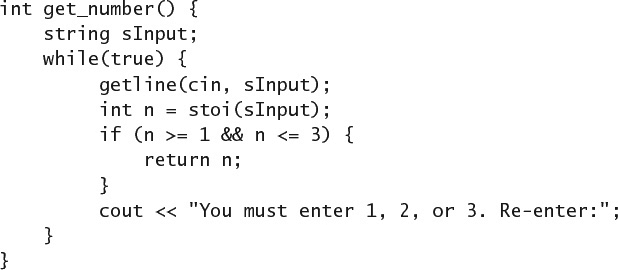 int get_number() {
    string sInput;
    while(true) {
         getline(cin, sInput);
         int n = stoi(sInput);
         if (n >= 1 && n <= 3) {
             return n;
         }
         cout << "You must enter 1, 2, or 3. Re-enter:";
    }
}